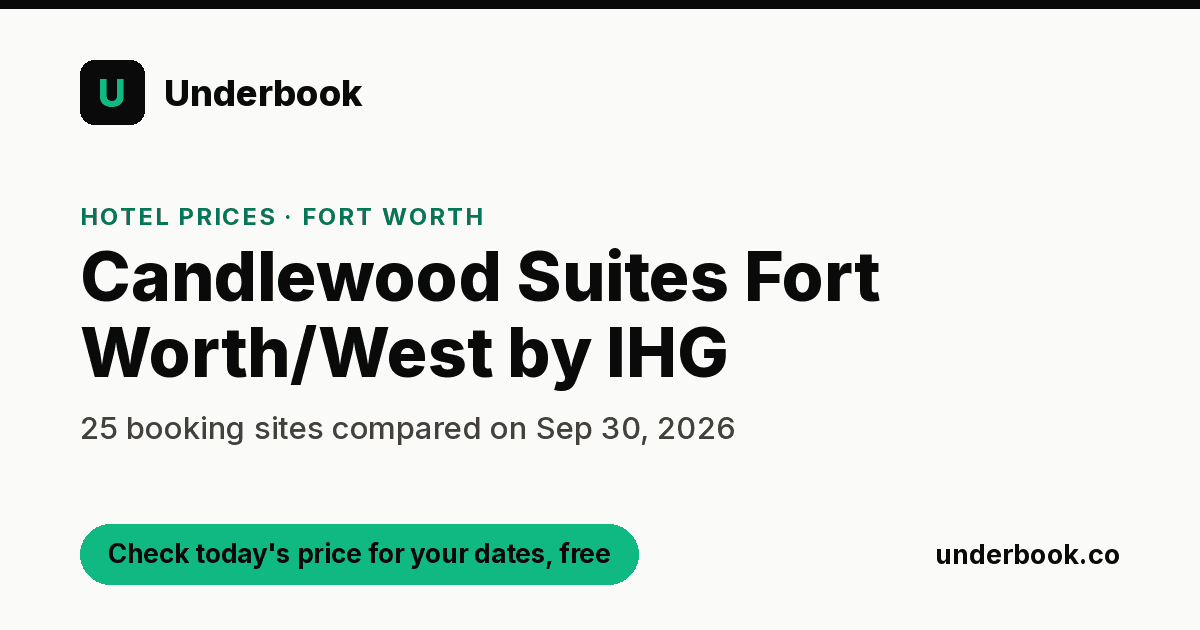 U
Underbook
HOTEL PRICES · FORT WORTH
Candlewood Suites Fort
Worth/West by IHG
25 booking sites compared on Sep 30, 2026
Check today's price for your dates, free
underbook.co